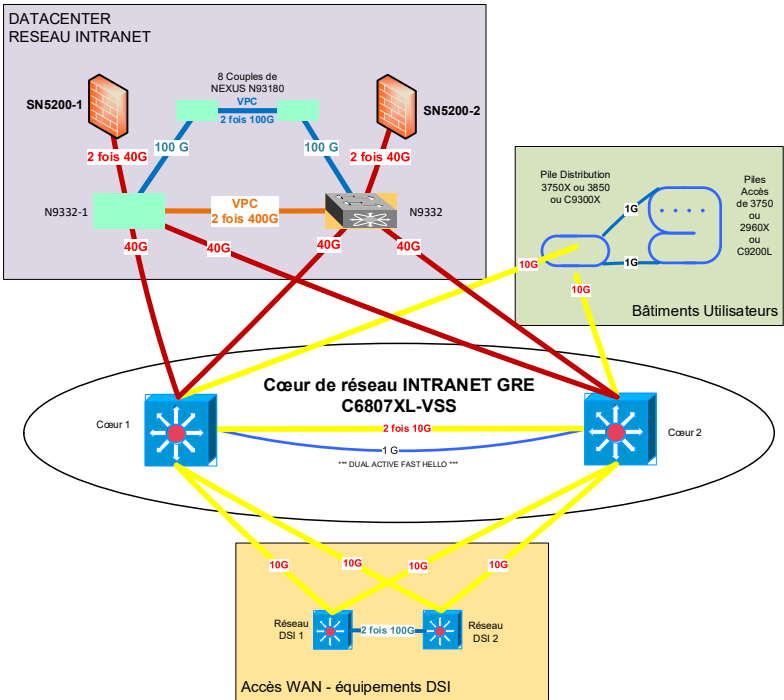 DATACENTER
RESEAU INTRANET
8 Couples de
NEXUS N93180
VPC
2 fois 100G
SN5200-1
SN5200-2
2 fois 40G
100 G
100 G
2 fois 40G
N9332-1
VPC
2 fois 400G
N9332
40G
40G
40G
40G
Pile Distribution
3750X ou 3850
ou C9300X
Piles
Accès
de 3750
ou
2960X
ou
C9200L
1G
1G
10G
10G
Bâtiments Utilisateurs
Cœur de réseau INTRANET GRE
C6807XL-VSS
Cœur 1
Cœur 2
2 fois 10G
1 G
*** DUAL ACTIVE FAST HELLO ***
10G
10G
10G
10G
Réseau
DSI 1
2 fois 100G
Réseau
DSI 2
Accès WAN - équipements DSI